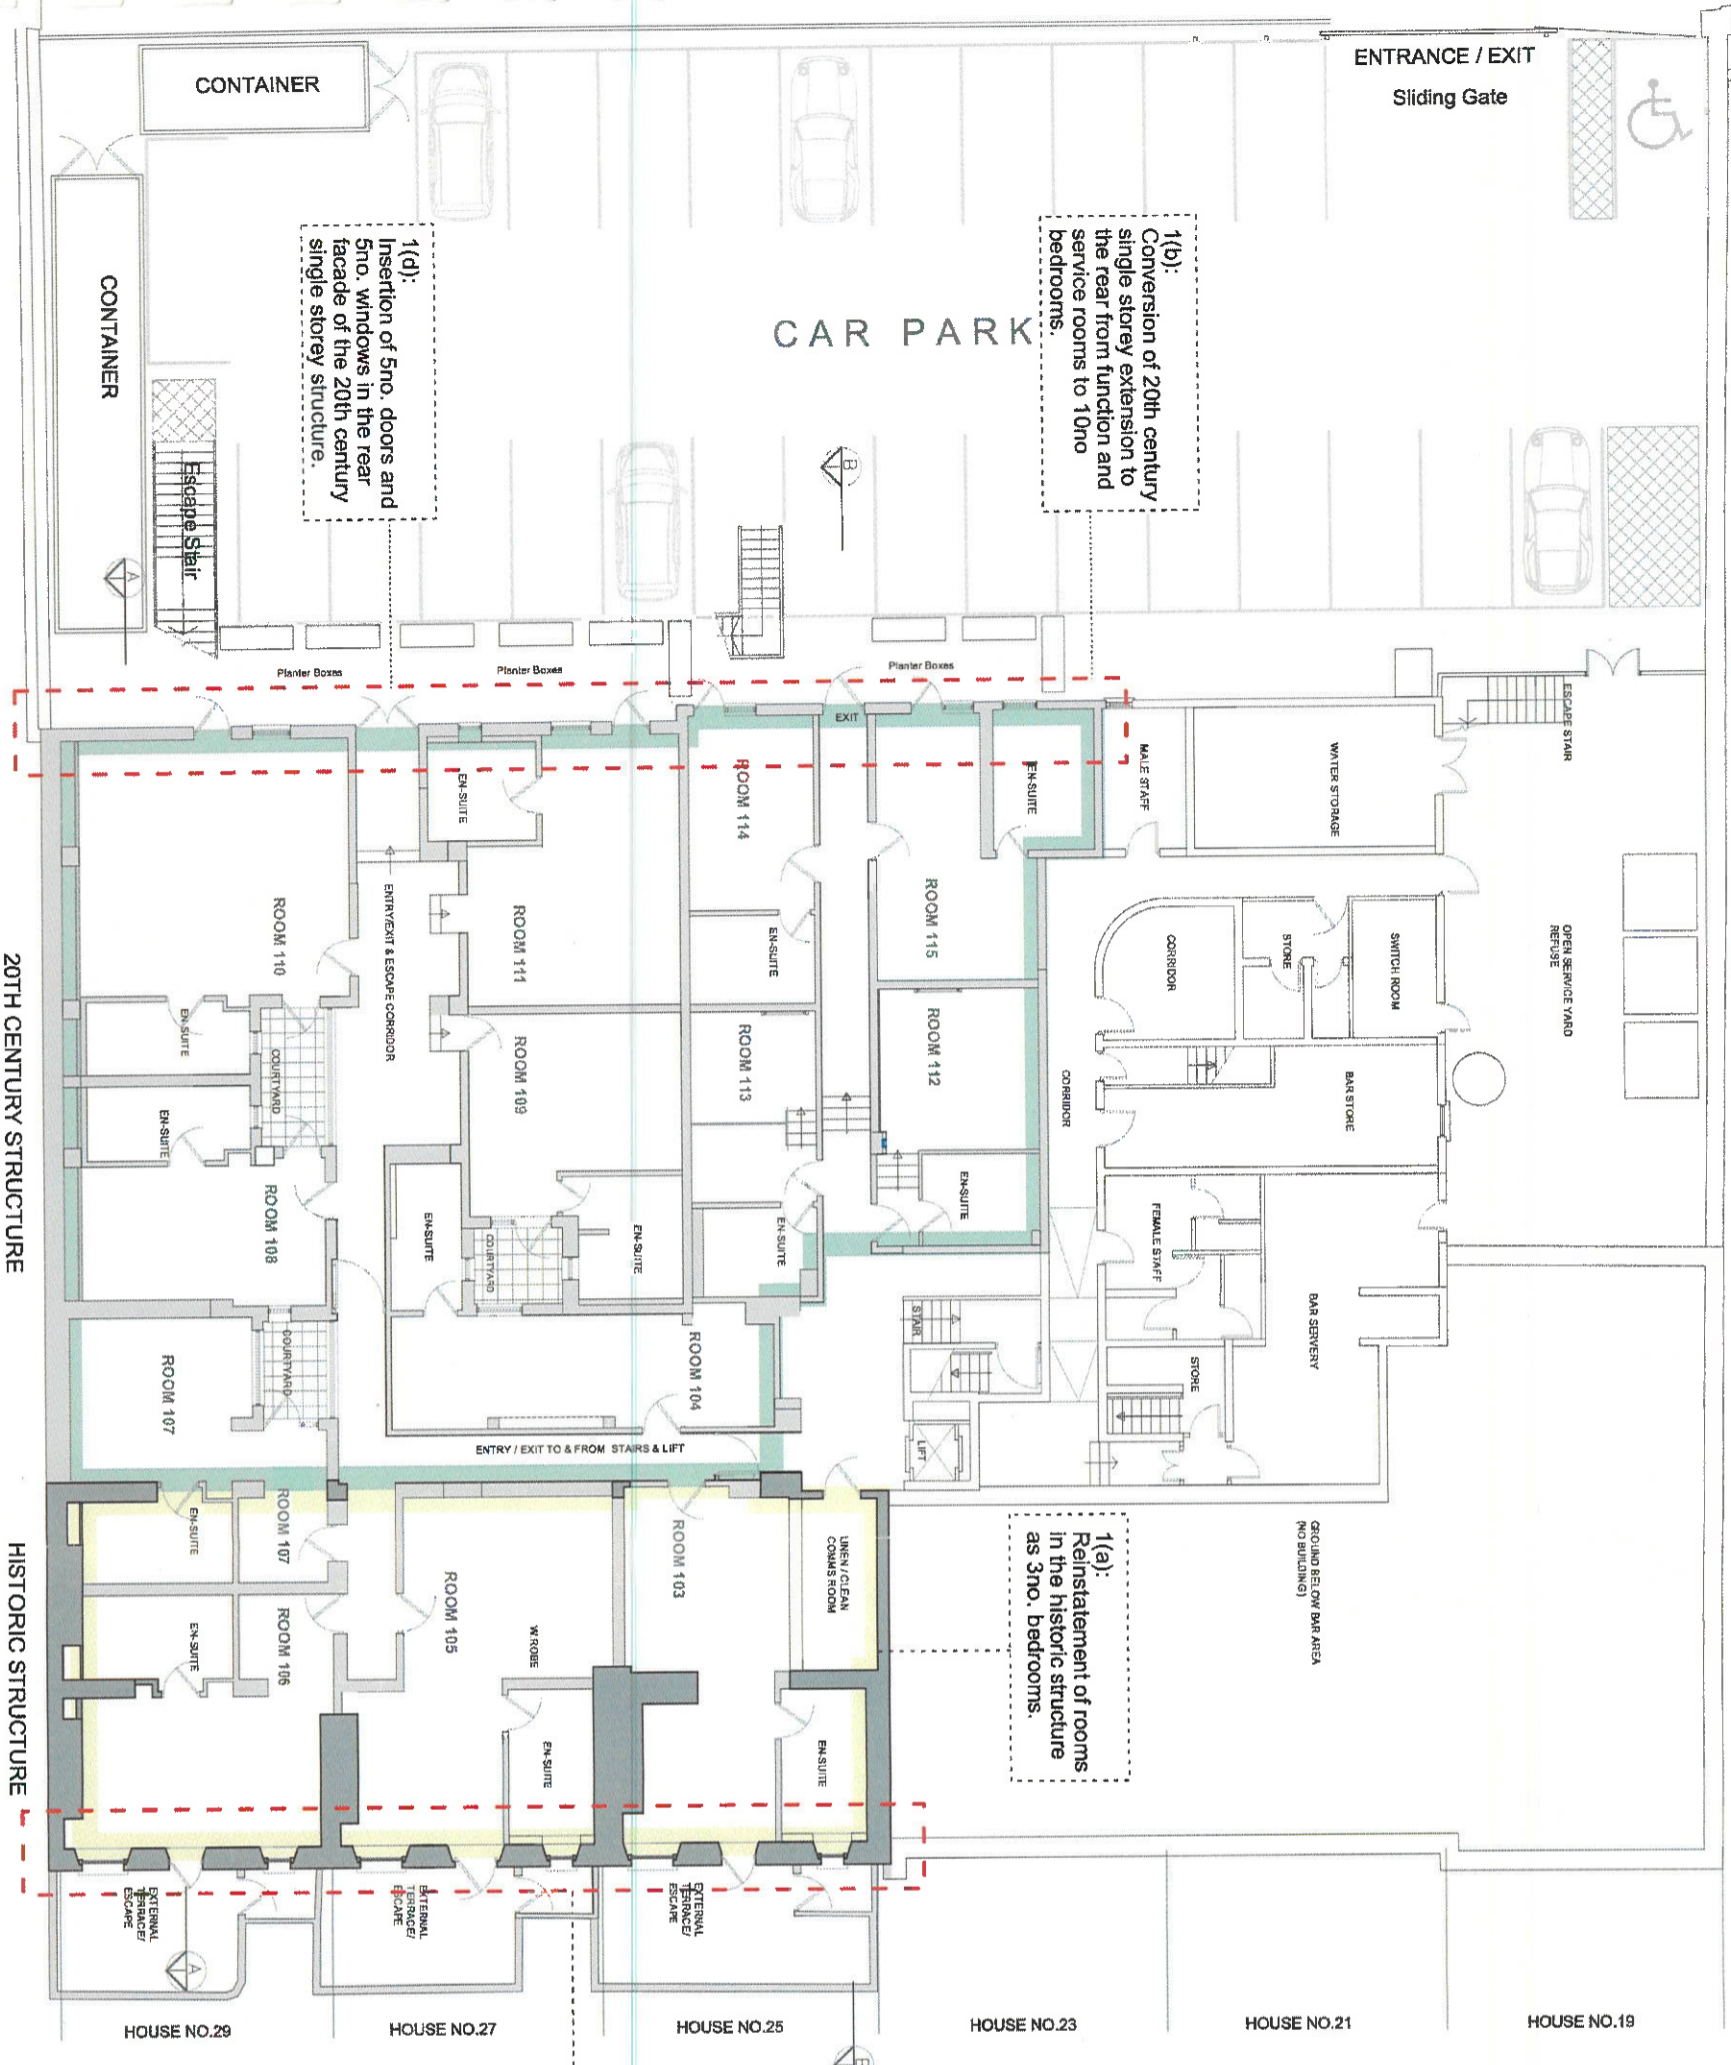 ENTRANCE / EXIT
Sliding Gate
CONTAINER
CONTAINER
1(b):
Conversion of 20th century
single storey extension to
the rear from function and
service rooms to 10no
bedrooms.
1(d):
Insertion of 5no. doors and
5no. windows in the rear
facade of the 20th century
single storey structure.
CAR PARK
Escape Stair
A
B
Planter Boxes
Planter Boxes
Planter Boxes
EXIT
ESCAPE STAIR
MALE STAFF
WATER STORAGE
EN-SUITE
EN-SUITE
ROOM 114
ROOM 115
ROOM 110
ROOM 111
ENTRY/EXIT & ESCAPE CORRIDOR
EN-SUITE
CORRIDOR
STORE
SWITCH ROOM
OPEN SERVICE YARD
REFUSE
EN-SUITE
COURTYARD
ROOM 109
ROOM 113
ROOM 112
CORRIDOR
BAR STORE
EN-SUITE
ROOM 108
EN-SUITE
COURTYARD
EN-SUITE
EN-SUITE
EN-SUITE
FEMALE STAFF
BAR SERVERY
STAIR
STORE
LIFT
ROOM 107
COURTYARD
ROOM 104
ENTRY / EXIT TO & FROM STAIRS & LIFT
20TH CENTURY STRUCTURE
HISTORIC STRUCTURE
EN-SUITE
ROOM 107
ROOM 103
LINEN / CLEAN
COMMS ROOM
1(a):
Reinstatement of rooms
in the historic structure
as 3no. bedrooms.
GROUND BELOW BAR AREA
(NO BUILDING)
EN-SUITE
ROOM 106
ROOM 105
W.ROBE
EN-SUITE
EN-SUITE
EXTERNAL
TERRACE/
ESCAPE
EXTERNAL
TERRACE/
ESCAPE
EXTERNAL
TERRACE/
ESCAPE
A
HOUSE NO.29
HOUSE NO.27
HOUSE NO.25
HOUSE NO.23
HOUSE NO.21
HOUSE NO.19